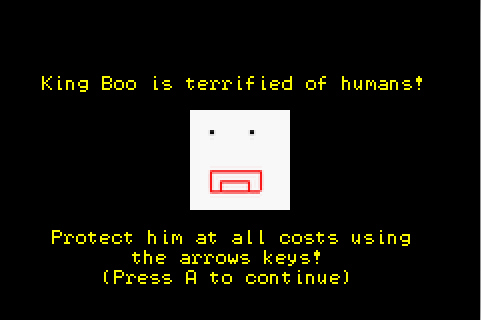 King Boo is terrified of humans!
Protect him at all costs using
the arrows keys!
(Press A to continue)